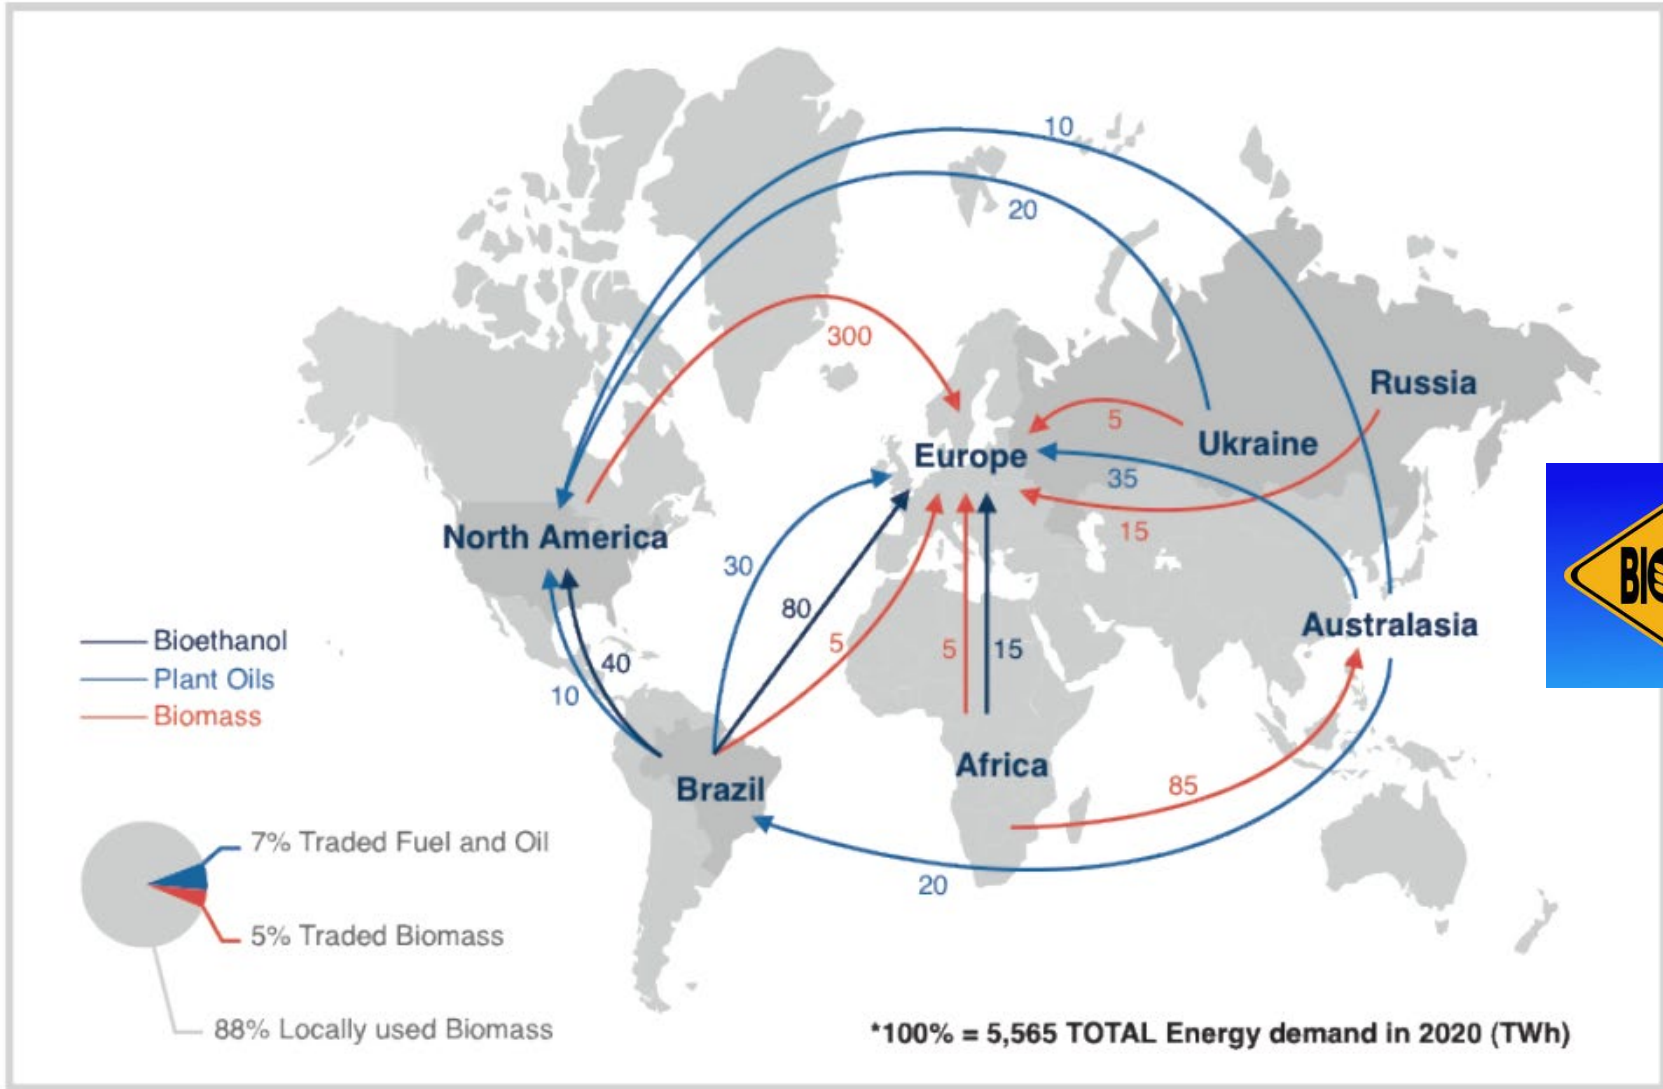 10
20
300
Russia
5
Ukraine
Europe
35
15
North America
30
80
Australasia
Bioethanol
5
5
15
40
Plant Oils
10
Biomass
Africa
Brazil
85
7% Traded Fuel and Oil
20
5% Traded Biomass
88% Locally used Biomass
*100% = 5,565 TOTAL Energy demand in 2020 (TWh)